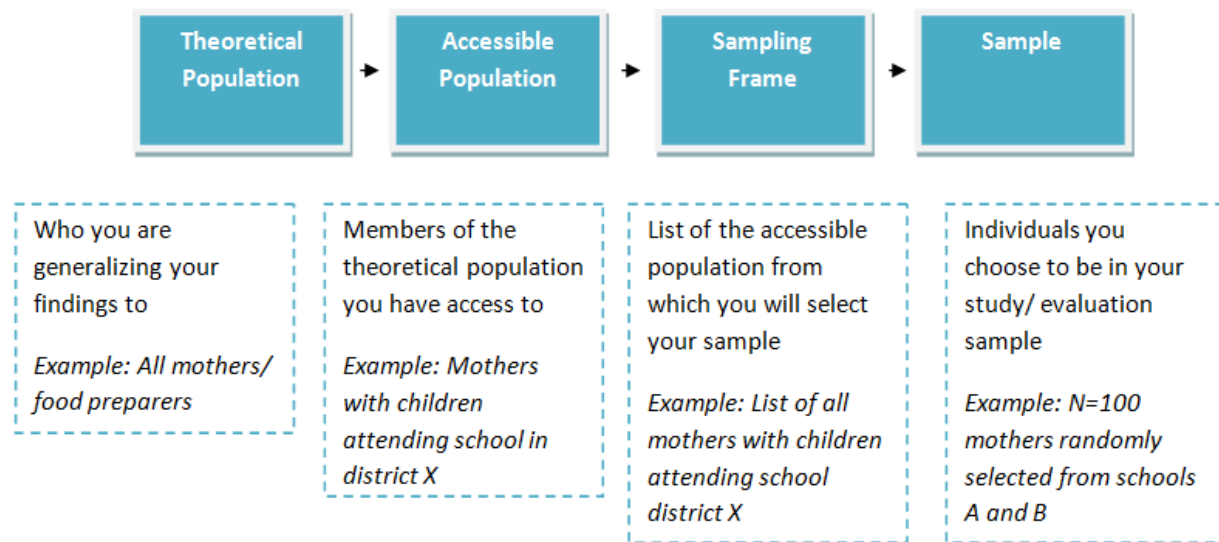 Theoretical
Population
Accessible
Population
Sampling
Frame
Sample
Who you are
generalizing your
findings to
Example: All mothers/
food preparers
Members of the
theoretical population
you have access to
Example: Mothers
with children
attending school in
district X
List of the accessible
population from
which you will select
your sample
Example: List of all
mothers with children
attending school
district X
Individuals you
choose to be in your
study/ evaluation
sample
Example: N=100
mothers randomly
selected from schools
A and B